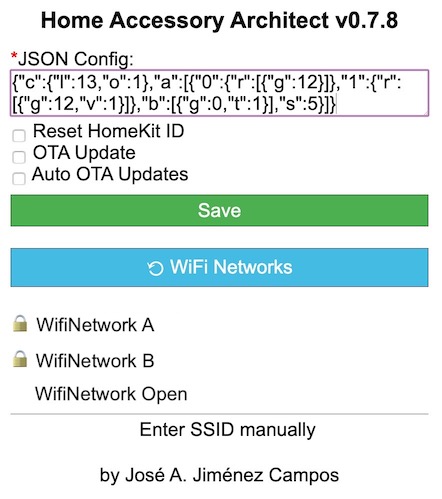 Home Accessory Architect v0.7.8
*JSON Config:
{"c":{"l":13,"o":1},"a":[{"0":{"r":[{"g":12}]},"1":{"r":
[{"g":12,"v":1}]},"b":[{"g":0,"t":1}],"s":5}]}
Reset HomeKit ID
OTA Update
Auto OTA Updates
Save
WiFi Networks
WifiNetwork A
WifiNetwork B
WifiNetwork Open
Enter SSID manually
by José A. Jiménez Campos